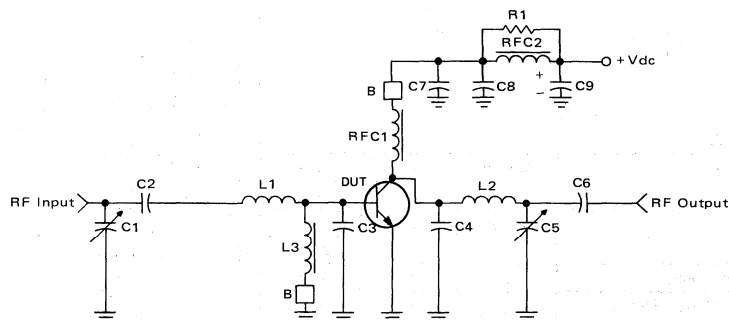 R1
RFC2
+Vdc
C7
C8
+
−
C9
B
RFC1
DUT
RF Input
C2
L1
L2
C6
RF Output
C1
L3
C3
C4
C5
B